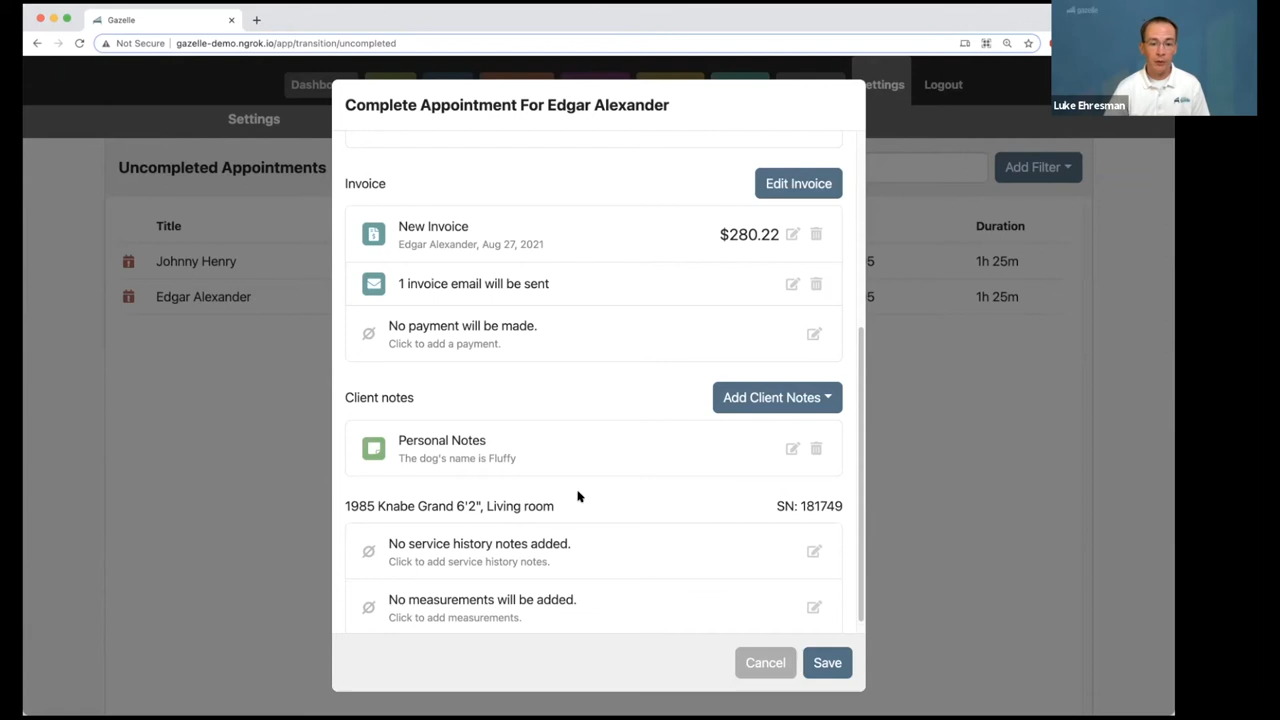 Gazelle
Not Secure
gazelle-demo.ngrok.io/app/transition/uncompleted
gazelle
Luke Ehresman
Logout
Settings
Complete Appointment For Edgar Alexander
Uncompleted Appointments
Add Filter
Title
Duration
Johnny Henry
1h 25m
Edgar Alexander
1h 25m
Invoice
Edit Invoice
New Invoice
Edgar Alexander, Aug 27, 2021
$280.22
1 invoice email will be sent
No payment will be made.
Click to add a payment.
Client notes
Add Client Notes
Personal Notes
The dog's name is Fluffy
1985 Knabe Grand 6'2", Living room
SN: 181749
No service history notes added.
Click to add service history notes.
No measurements will be added.
Click to add measurements.
Cancel
Save